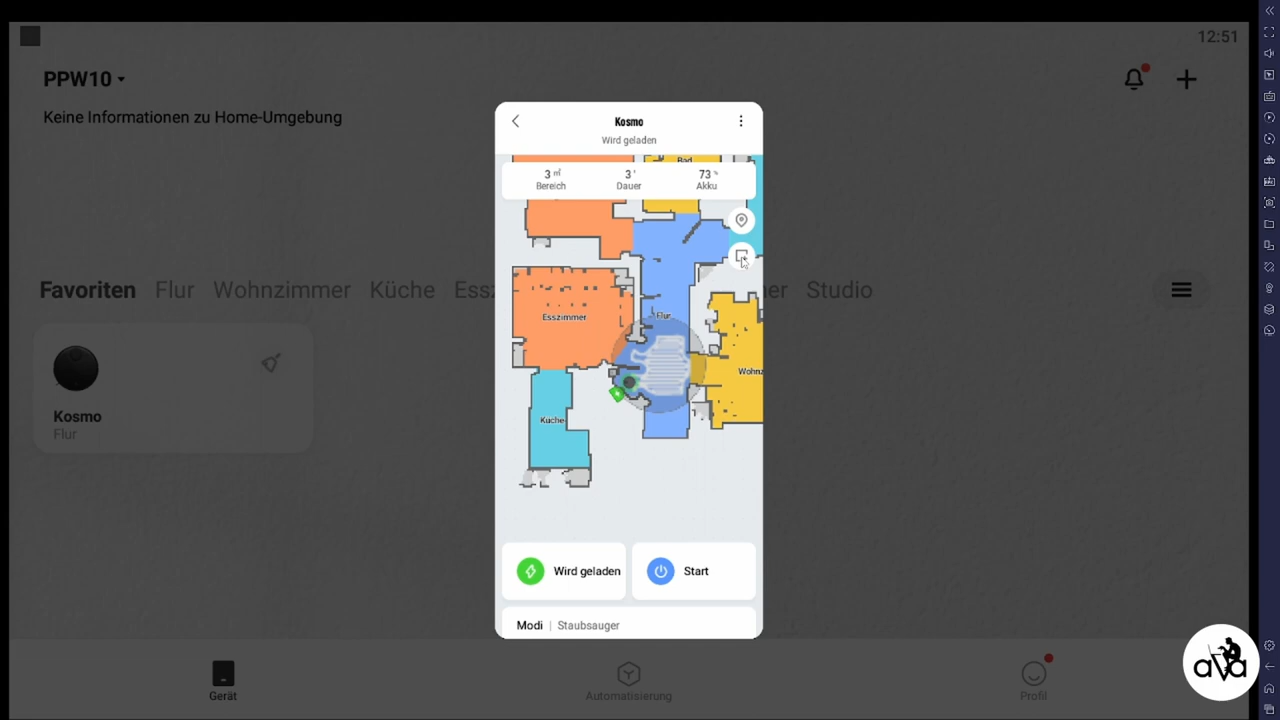 12:51
PPW10
Keine Informationen zu Home-Umgebung
Kosmo
Wird geladen
Bad
3 m² 3 ' 73 %
Bereich Dauer Akku
Favoriten Flur Wohnzimmer Küche Essz mer Studio
Esszimmer
Flur
Wohnz
Küche
Kosmo
Flur
Wird geladen
Start
Modi | Staubsauger
Gerät
Automatisierung
Profil
ava